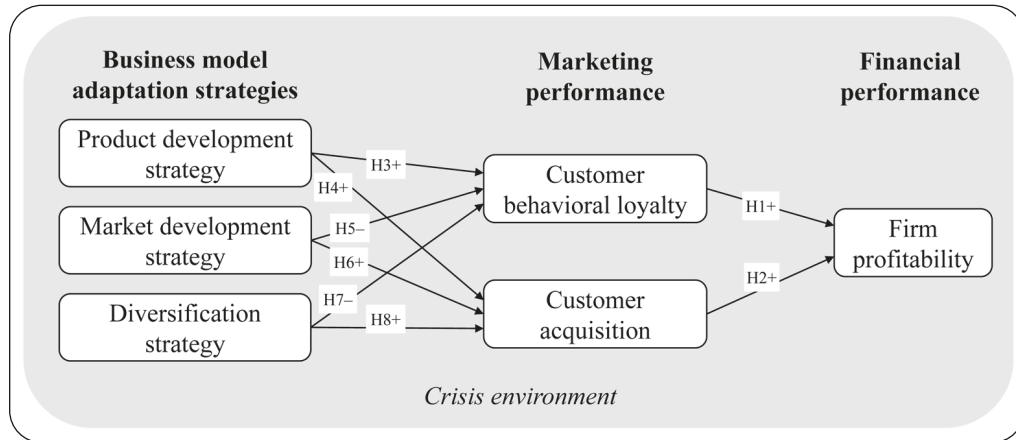 Business model
adaptation strategies
Marketing
performance
Financial
performance
Product development
strategy
Market development
strategy
Diversification
strategy
H3+
H4+
H5–
H6+
H7–
H8+
Customer
behavioral loyalty
Customer
acquisition
H1+
H2+
Firm
profitability
Crisis environment